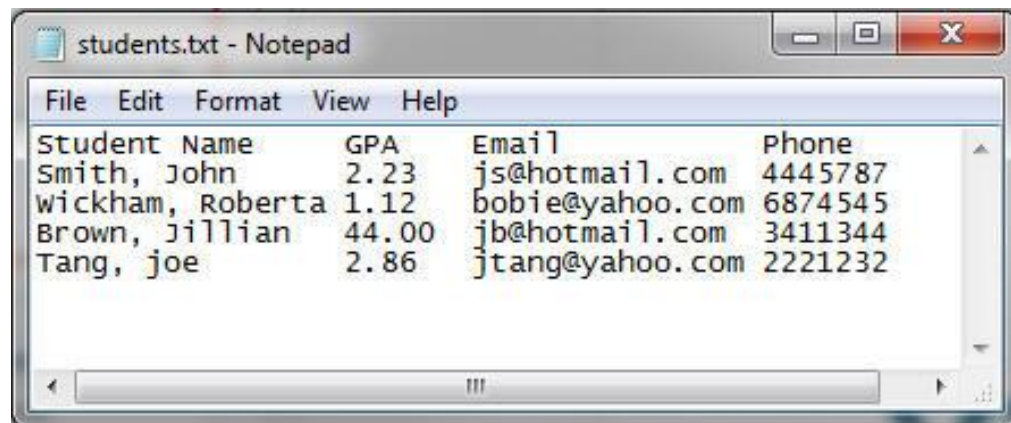 students.txt - Notepad
File Edit Format View Help
Student Name GPA Email Phone
Smith, John 2.23 js@hotmail.com 4445787
Wickham, Roberta 1.12 bobie@yahoo.com 6874545
Brown, Jillian 44.00 jb@hotmail.com 3411344
Tang, joe 2.86 jtang@yahoo.com 2221232